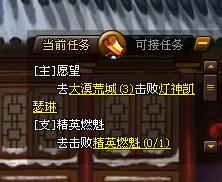 当前任务 可接任务
[主]愿望
去大漠荒城(3)击败灯神凯
瑟琳
[支]精英燃魁
去击败精英燃魁(0/1)